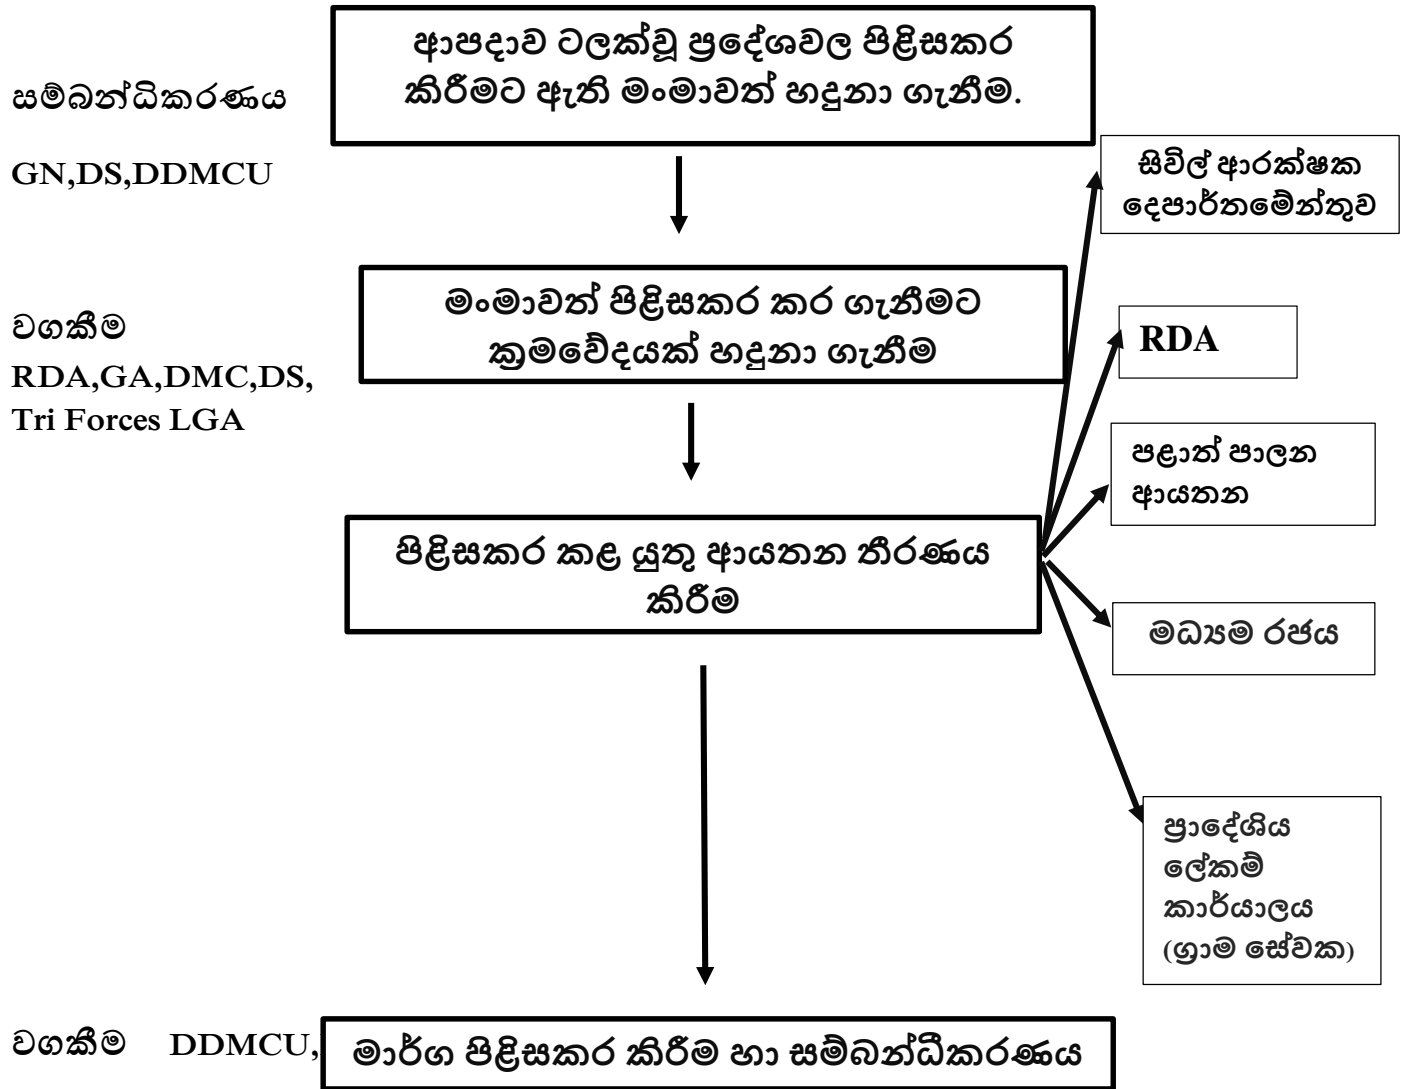 ආපදාව ටලක්වූ ප්‍රදේශවල පිළිසකර
කිරීමට ඇති මංමාවත් හදුනා ගැනීම.
සම්බන්ධිකරණය
GN,DS,DDMCU
සිවිල් ආරක්ෂක
දෙපාර්තමේන්තුව
මංමාවත් පිළිසකර කර ගැනීමට
ක්‍රමවේදයක් හදුනා ගැනීම
වගකීම
RDA,GA,DMC,DS,
Tri Forces LGA
RDA
පළාත් පාලන
ආයතන
පිළිසකර කළ යුතු ආයතන තීරණය
කිරීම
මධ්‍යම රජය
ප්‍රාදේශිය
ලේකම්
කාර්යාලය
(ග්‍රාම සේවක)
වගකීම DDMCU,
මාර්ග පිළිසකර කිරීම හා සම්බන්ධීකරණය